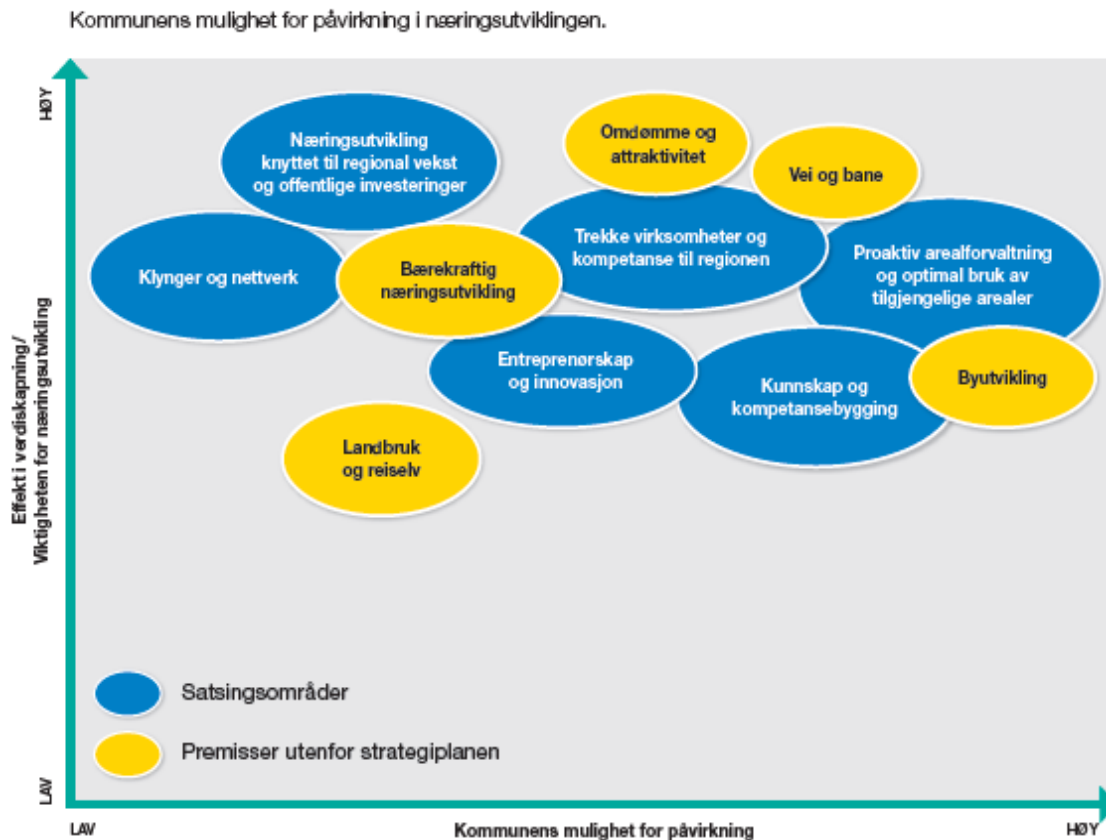 Kommunens mulighet for påvirkning i næringsutviklingen.
HØY
Effekt i verdiskapning/
Viktigheten for næringsutvikling
LAV
Næringsutvikling
knyttet til regional vekst
og offentlige investeringer
Omdømme og
attraktivitet
Vei og bane
Klynger og nettverk
Bærekraftig
næringsutvikling
Trekke virksomheter og
kompetanse til regionen
Proaktiv arealforvaltning
og optimal bruk av
tilgjengelige arealer
Entreprenørskap
og innovasjon
Kunnskap og
kompetansebygging
Byutvikling
Landbruk
og reiselv
Satsingsområder
Premisser utenfor strategiplanen
LAV
Kommunens mulighet for påvirkning
HØY